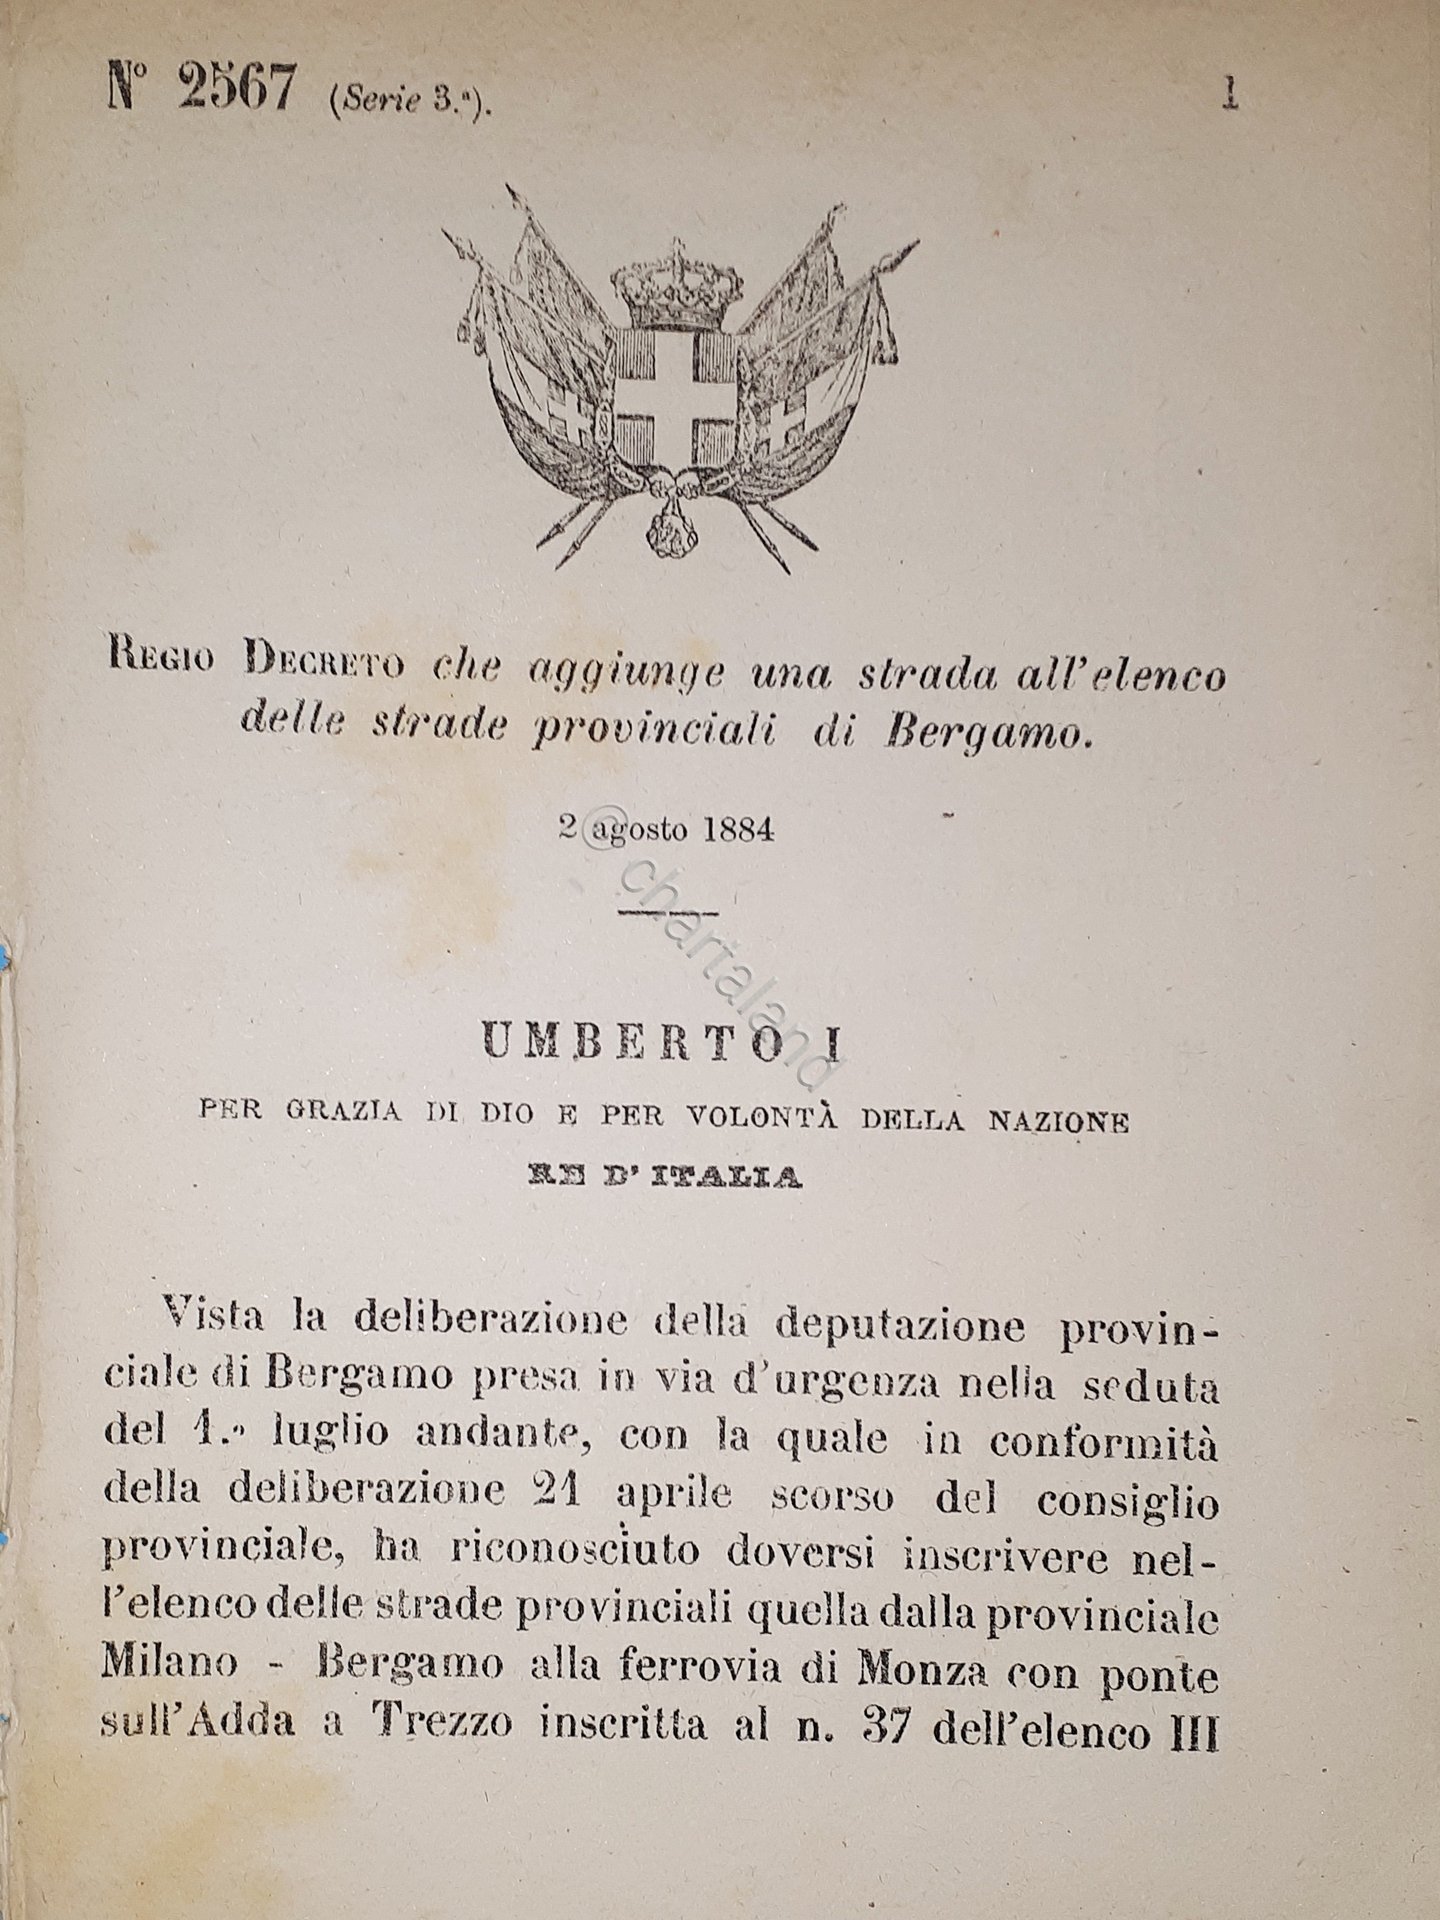 Nº 2567 (Serie 3.ª).
1
REGIO DECRETO che aggiunge una strada all'elenco
delle strade provinciali di Bergamo.
2 agosto 1884
@chartaland
UMBERTO I
PER GRAZIA DI DIO E PER VOLONTÀ DELLA NAZIONE
RE D'ITALIA
Vista la deliberazione della deputazione provin-
ciale di Bergamo presa in via d'urgenza nella seduta
del 1.º luglio andante, con la quale in conformità
della deliberazione 21 aprile scorso del consiglio
provinciale, ha riconosciuto doversi inscrivere nel-
l'elenco delle strade provinciali quella dalla provinciale
Milano - Bergamo alla ferrovia di Monza con ponte
sull'Adda a Trezzo inscritta al n. 37 dell'elenco III